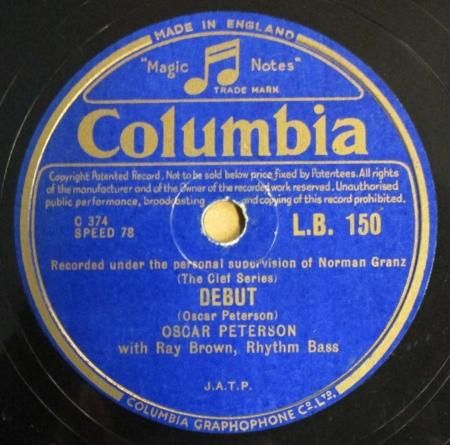 MADE IN ENGLAND
"Magic Notes"
TRADE MARK
Columbia
Copyright Patented Record. Not to be sold below price fixed by Patentees. All rights
of the manufacturer and of the Owner of the recorded work reserved. Unauthorised
public performance, broadcasting and copying of this record prohibited.
C 374
SPEED 78
L.B. 150
Recorded under the personal supervision of Norman Granz
(The Clef Series)
DEBUT
(Oscar Peterson)
OSCAR PETERSON
with Ray Brown, Rhythm Bass
J.A.T.P.
COLUMBIA GRAPHOPHONE CO. LTD.